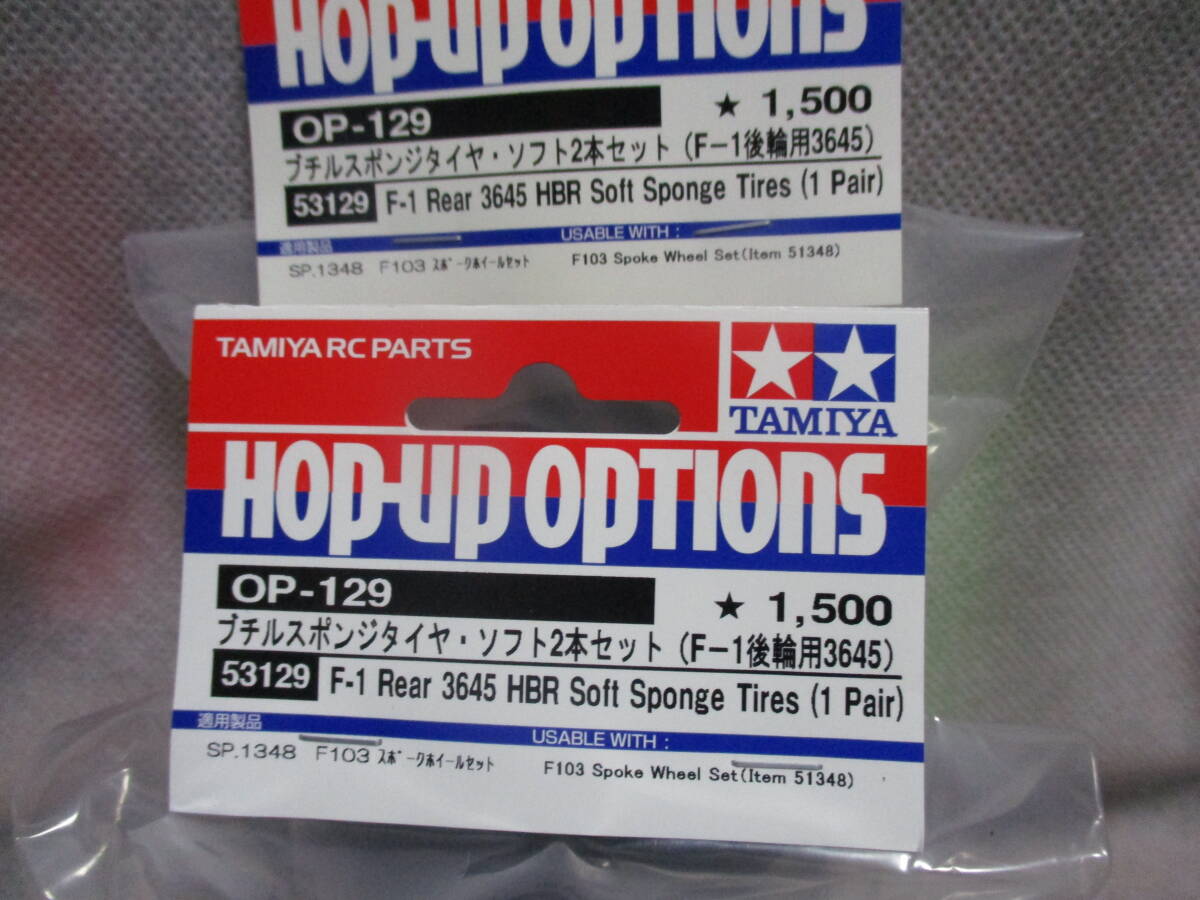 HOP-UP OPTIONS
OP-129
★ 1,500
ブチルスポンジタイヤ・ソフト2本セット (F-1後輪用3645)
53129 F-1 Rear 3645 HBR Soft Sponge Tires (1 Pair)
適用製品
USABLE WITH :
SP.1348 F103 スポークホイールセット
F103 Spoke Wheel Set(Item 51348)
TAMIYA RC PARTS
TAMIYA
HOP-UP OPTIONS
OP-129
★ 1,500
ブチルスポンジタイヤ・ソフト2本セット (F-1後輪用3645)
53129 F-1 Rear 3645 HBR Soft Sponge Tires (1 Pair)
適用製品
USABLE WITH :
SP.1348 F103 スポークホイールセット
F103 Spoke Wheel Set(Item 51348)